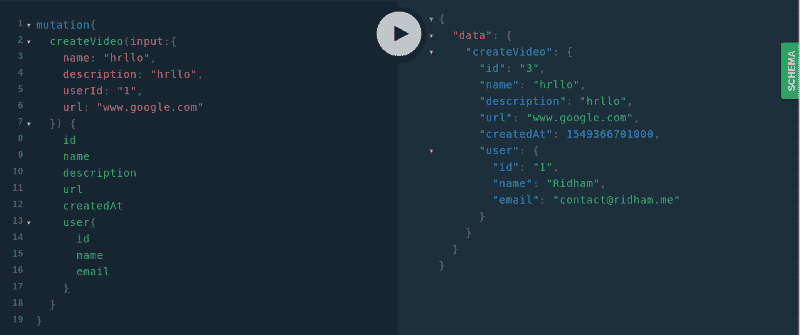 1 mutation{
2 createVideo(input:{
3 name: "hrllo",
4 description: "hrllo",
5 userId: "1",
6 url: "www.google.com"
7 }) {
8 id
9 name
10 description
11 url
12 createdAt
13 user{
14 id
15 name
16 email
17 }
18 }
19 }
{
"data": {
"createVideo": {
"id": "3",
"name": "hrllo",
"description": "hrllo",
"url": "www.google.com",
"createdAt": 1549366701000,
"user": {
"id": "1",
"name": "Ridham",
"email": "contact@ridham.me"
}
}
}
}
SCHEMA